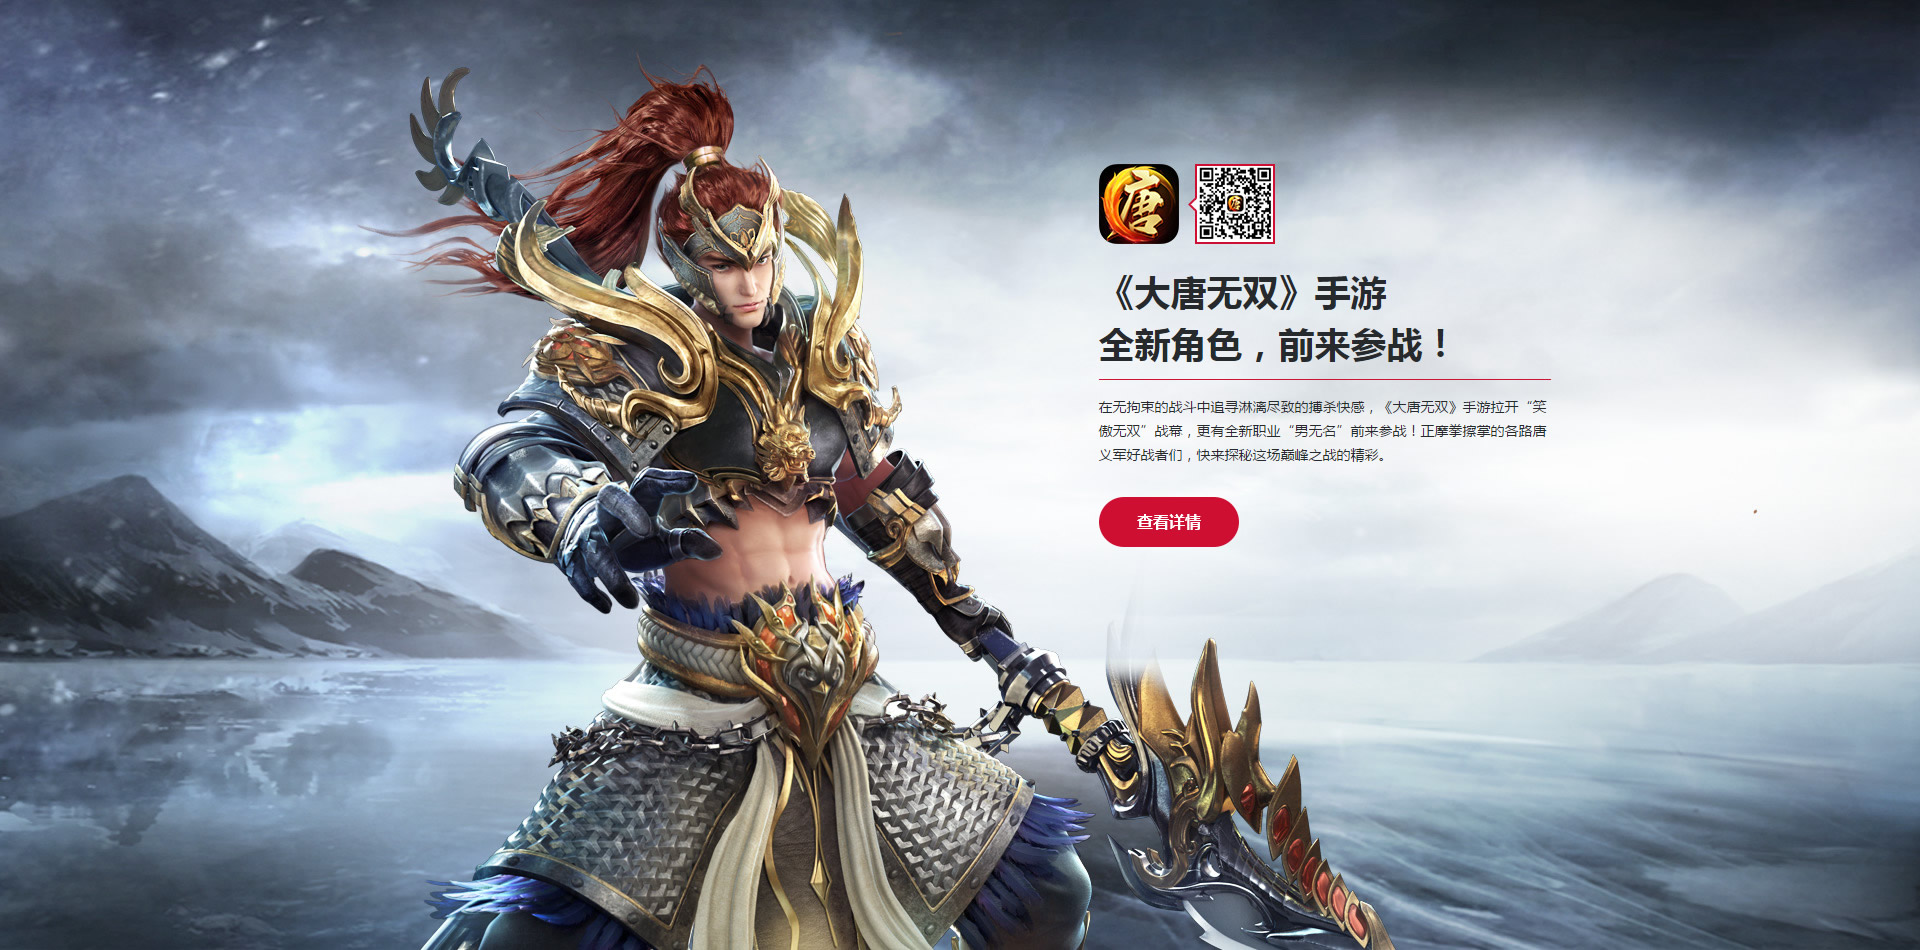 唐
《大唐无双》手游
全新角色，前来参战！
在无拘束的战斗中追寻淋漓尽致的搏杀快感，《大唐无双》手游拉开“笑
傲无双”战幕，更有全新职业“男无名”前来参战！正摩拳擦掌的各路唐
义军好战者们，快来探秘这场巅峰之战的精彩。
查看详情